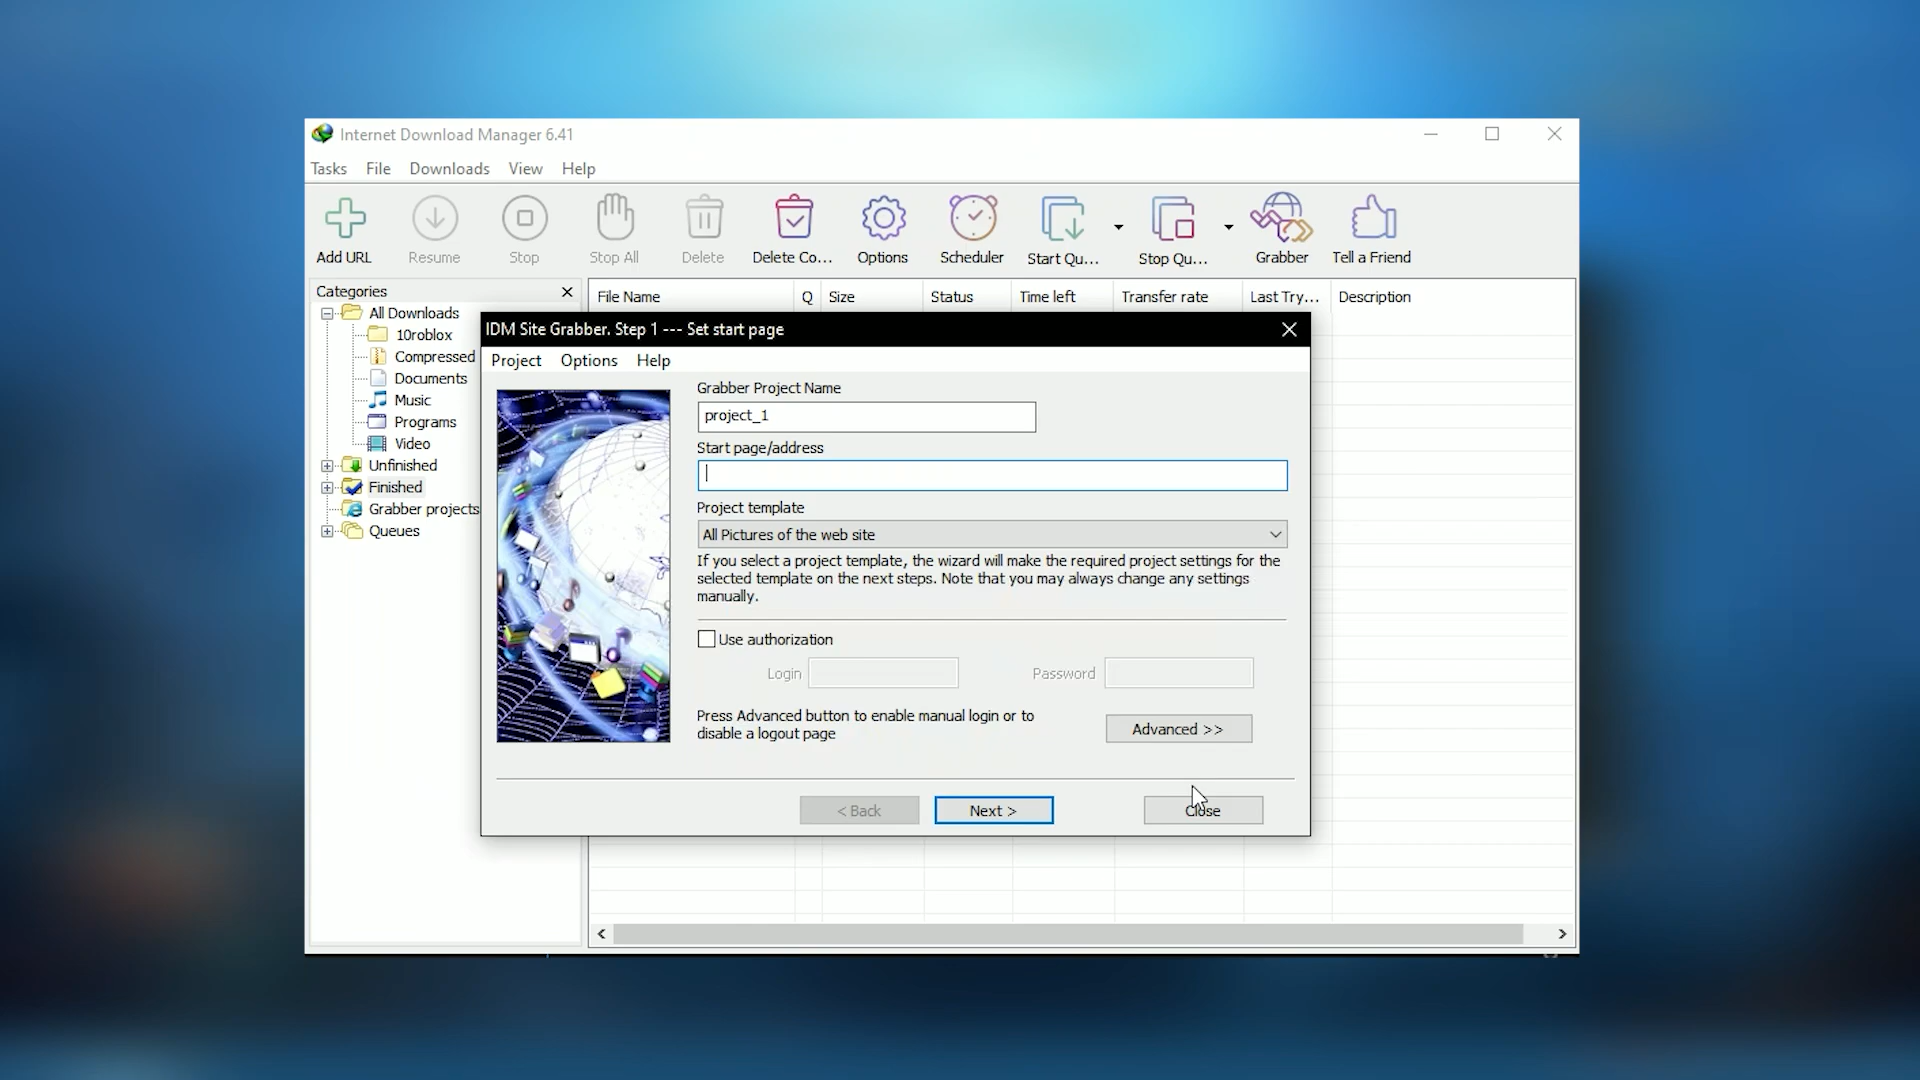 Internet Download Manager 6.41
Tasks File Downloads View Help
Add URL Resume Stop Stop All Delete Delete Co... Options Scheduler Start Qu... Stop Qu... Grabber Tell a Friend
Categories
File Name Q Size Status Time left Transfer rate Last Try... Description
All Downloads
10roblox
Compressed
Documents
Music
Programs
Video
Unfinished
Finished
Grabber projects
Queues
IDM Site Grabber. Step 1 --- Set start page
Project Options Help
Grabber Project Name
project_1
Start page/address
Project template
All Pictures of the web site
If you select a project template, the wizard will make the required project settings for the
selected template on the next steps. Note that you may always change any settings
manually.
Use authorization
Login Password
Press Advanced button to enable manual login or to
disable a logout page
Advanced >>
< Back Next > Close